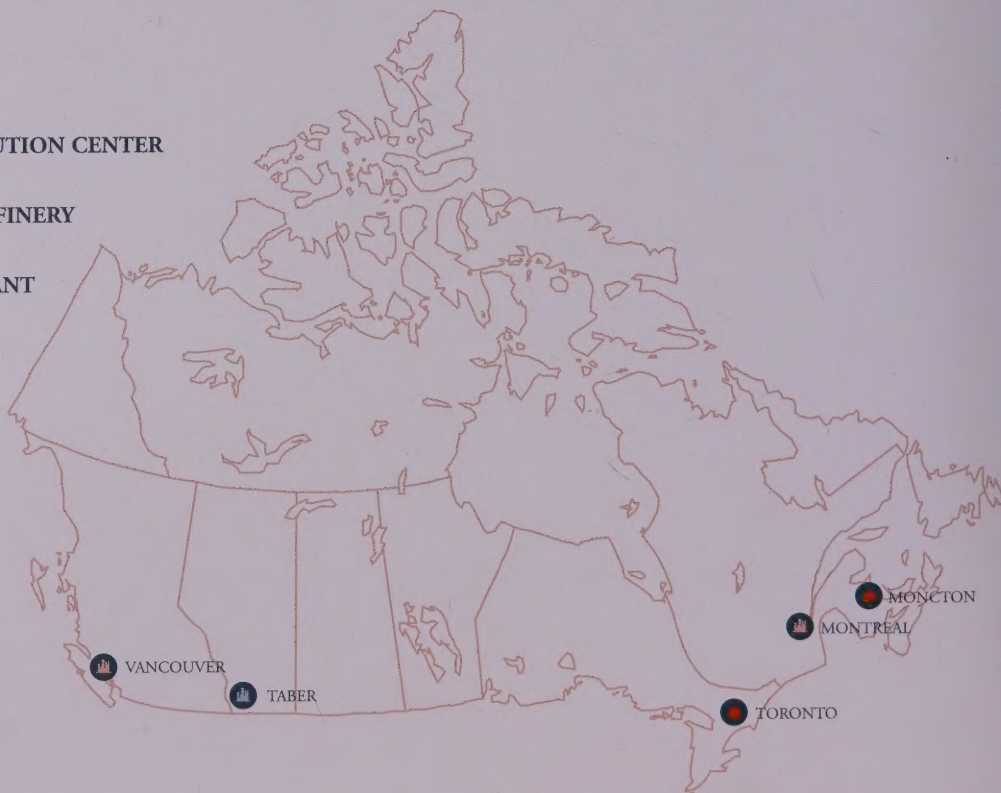 UTION CENTER
FINERY
ANT
MONCTON
MONTREAL
VANCOUVER
TABER
TORONTO